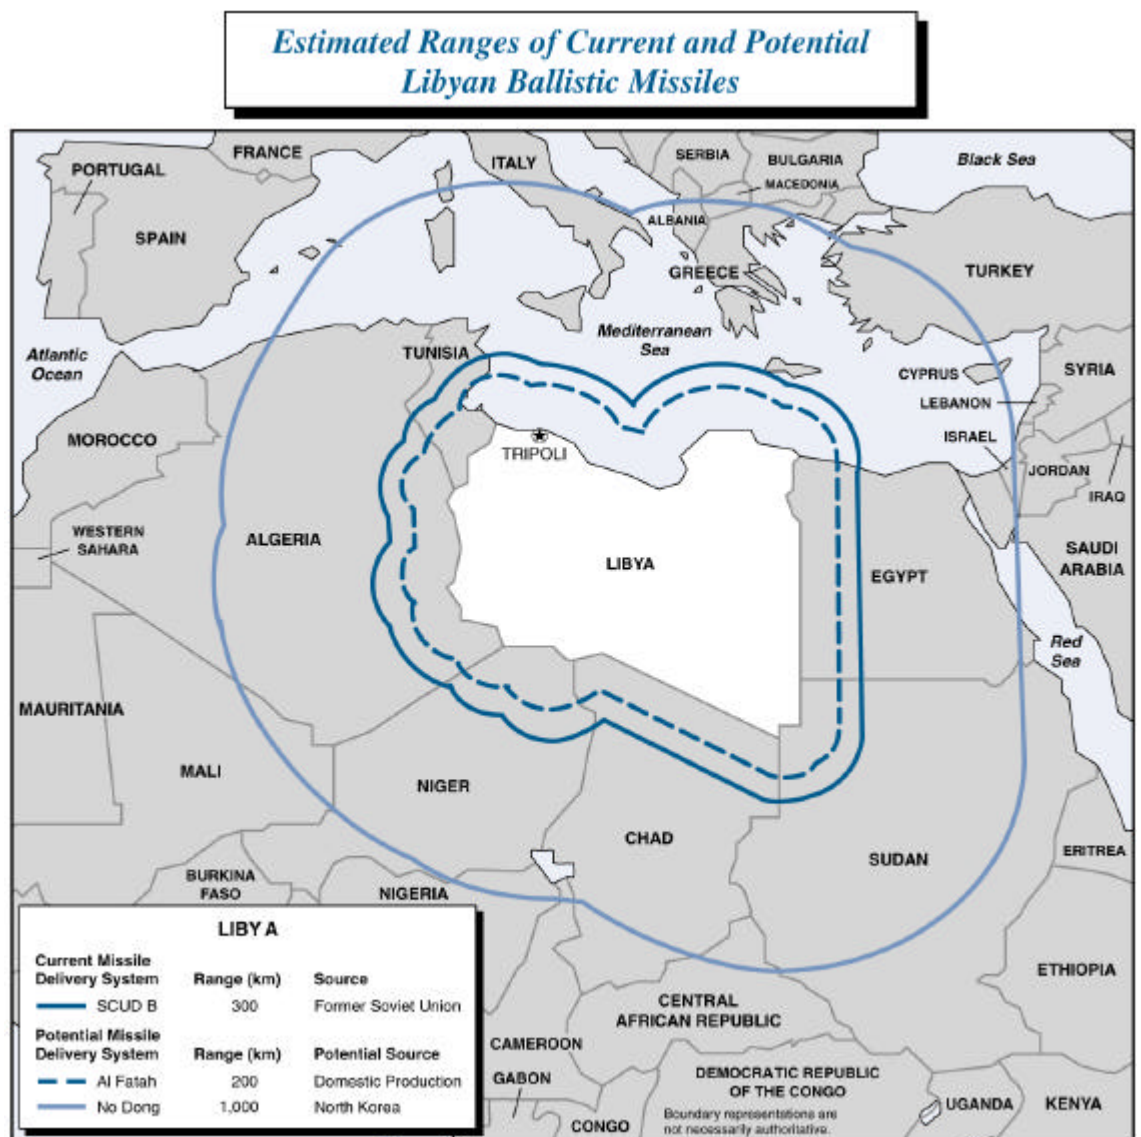 Estimated Ranges of Current and Potential
Libyan Ballistic Missiles
PORTUGAL
FRANCE
ITALY
SERBIA
BULGARIA
MACEDONIA
Black Sea
SPAIN
ALBANIA
GREECE
TURKEY
Atlantic
Ocean
TUNISIA
Mediterranean
Sea
CYPRUS
SYRIA
LEBANON
MOROCCO
TRIPOLI
ISRAEL
JORDAN
IRAQ
WESTERN
SAHARA
ALGERIA
LIBYA
EGYPT
SAUDI
ARABIA
Red
Sea
MAURITANIA
MALI
NIGER
CHAD
SUDAN
ERITREA
BURKINA
FASO
NIGERIA
ETHIOPIA
CENTRAL
AFRICAN REPUBLIC
CAMEROON
GABON
CONGO
DEMOCRATIC REPUBLIC
OF THE CONGO
UGANDA
KENYA
Boundary representations are
not necessarily authoritative.
LIBYA
Current Missile
Delivery System Range (km) Source
SCUD B 300 Former Soviet Union
Potential Missile
Delivery System Range (km) Potential Source
Al Fatah 200 Domestic Production
No Dong 1,000 North Korea